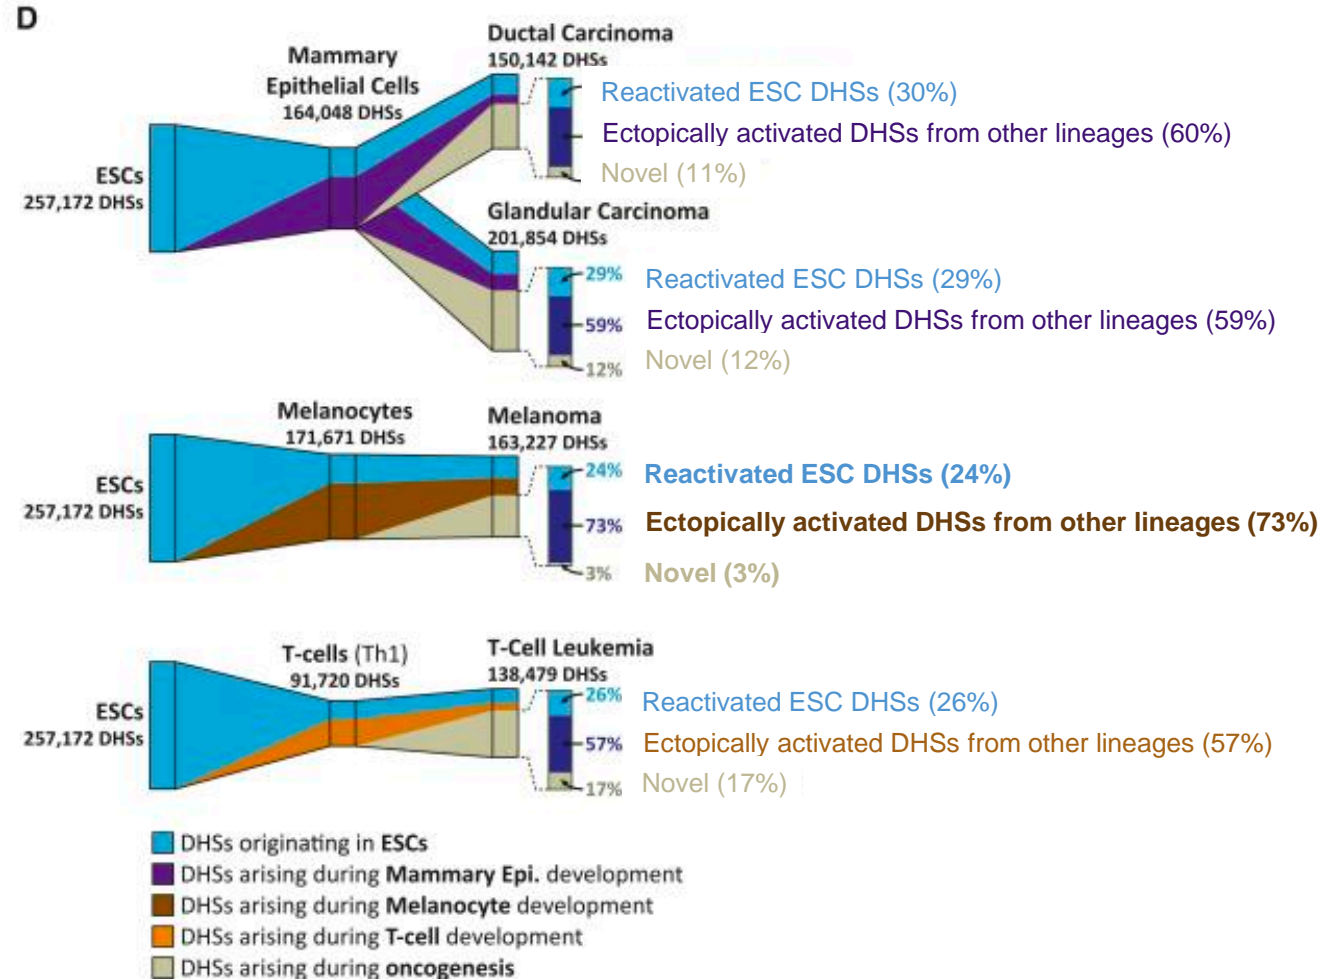 D
Ductal Carcinoma
150,142 DHSs
Mammary
Epithelial Cells
164,048 DHSs
Reactivated ESC DHSs (30%)
Ectopically activated DHSs from other lineages (60%)
Novel (11%)
ESCs
257,172 DHSs
Glandular Carcinoma
201,854 DHSs
29%
Reactivated ESC DHSs (29%)
59%
Ectopically activated DHSs from other lineages (59%)
12%
Novel (12%)
Melanocytes
171,671 DHSs
Melanoma
163,227 DHSs
ESCs
257,172 DHSs
24%
Reactivated ESC DHSs (24%)
73%
Ectopically activated DHSs from other lineages (73%)
3%
Novel (3%)
T-cells (Th1)
91,720 DHSs
T-Cell Leukemia
138,479 DHSs
ESCs
257,172 DHSs
26%
Reactivated ESC DHSs (26%)
57%
Ectopically activated DHSs from other lineages (57%)
17%
Novel (17%)
DHSs originating in ESCs
DHSs arising during Mammary Epi. development
DHSs arising during Melanocyte development
DHSs arising during T-cell development
DHSs arising during oncogenesis